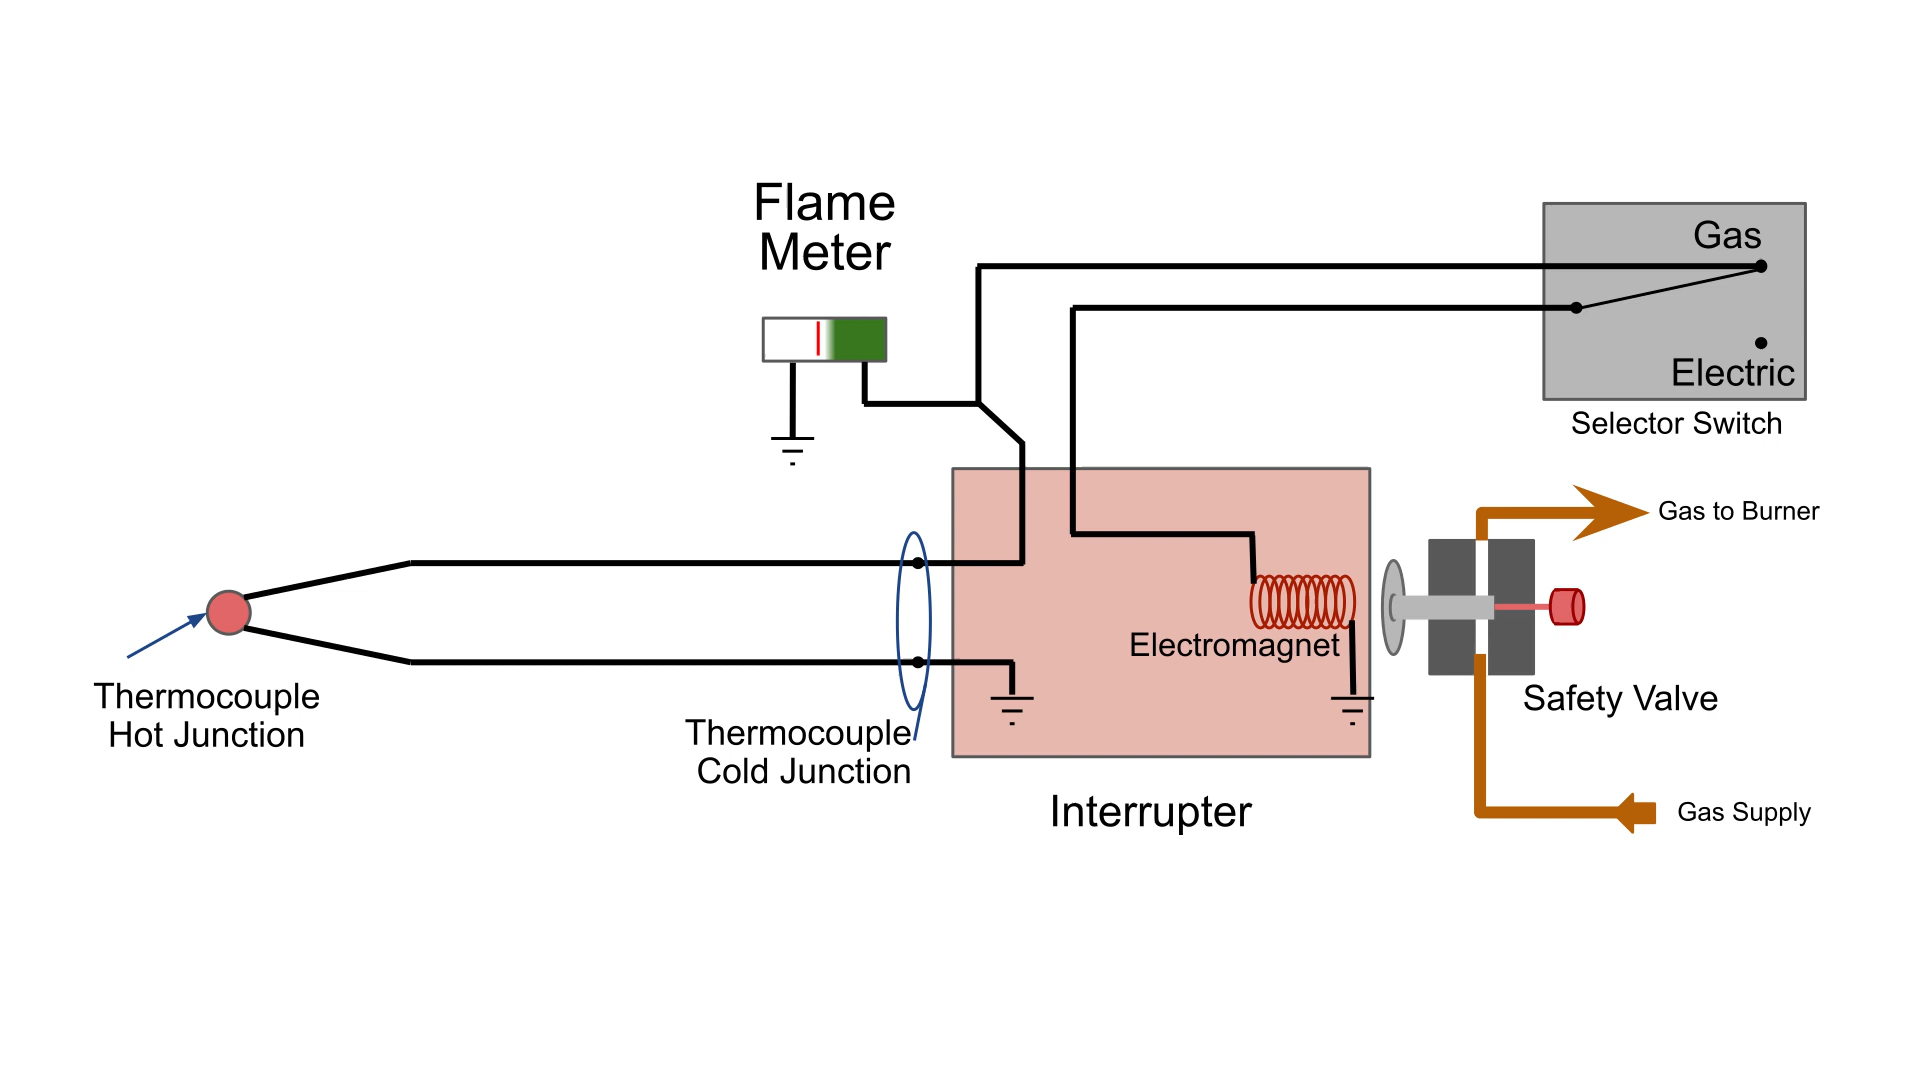 Flame
Meter
Gas
Electric
Selector Switch
Gas to Burner
Electromagnet
Thermocouple
Hot Junction
Safety Valve
Thermocouple
Cold Junction
Interrupter
Gas Supply